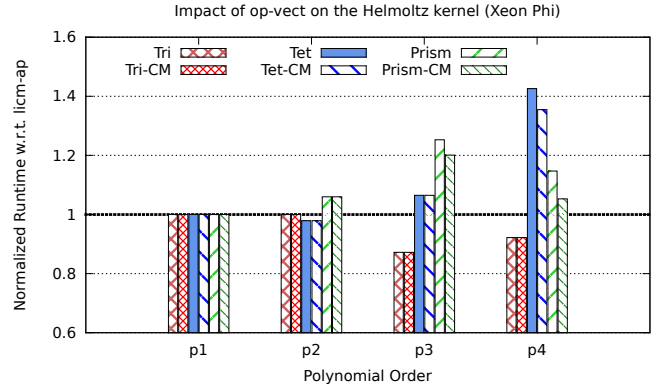 Impact of op-vect on the Helmoltz kernel (Xeon Phi)
1.6
Tri
Tet
Prism
Tri-CM
Tet-CM
Prism-CM
1.4
1.2
1
0.8
0.6
Normalized Runtime w.r.t. licm-ap
p1
p2
p3
p4
Polynomial Order